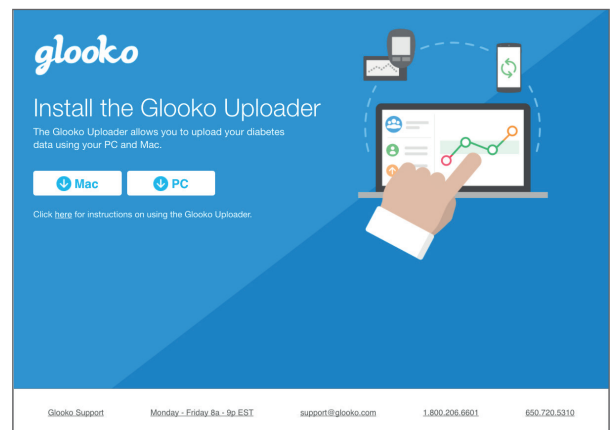 glooko
Install the Glooko Uploader
The Glooko Uploader allows you to upload your diabetes
data using your PC and Mac.
Mac PC
Click here for instructions on using the Glooko Uploader.
Glooko Support Monday - Friday 8a - 9p EST support@glooko.com 1.800.206.6601 650.720.5310